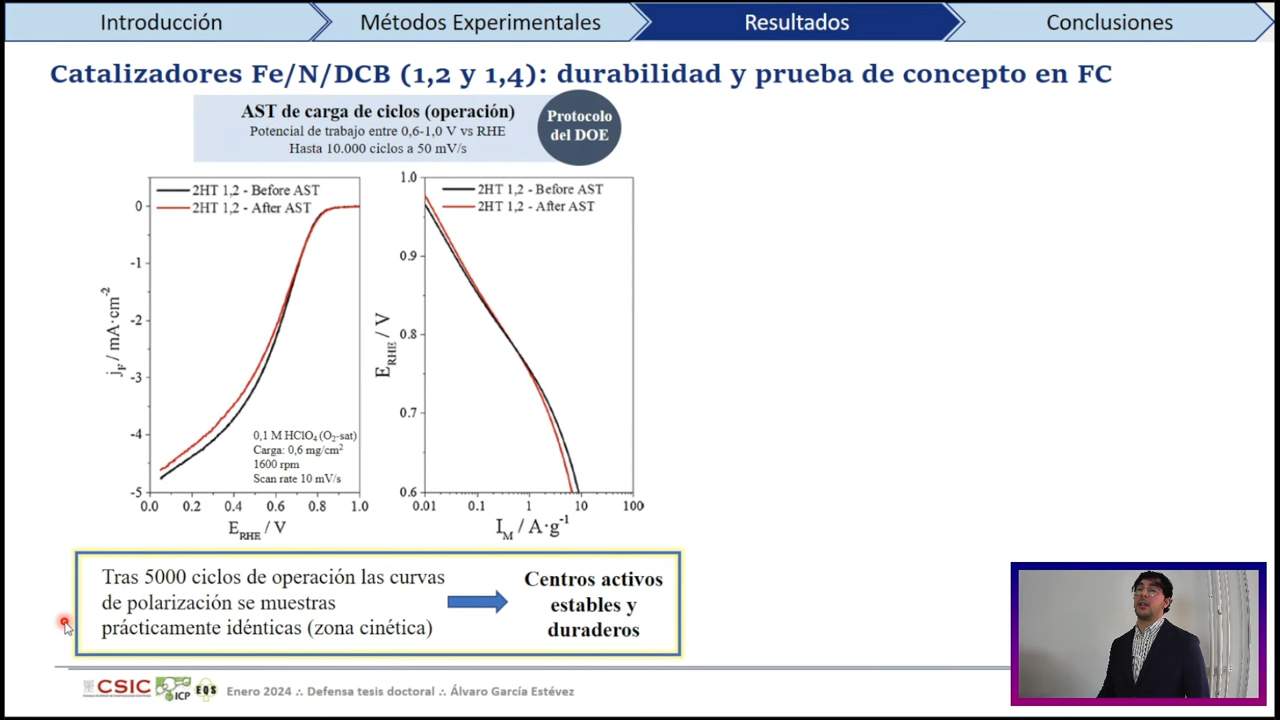 Introducción
Métodos Experimentales
Resultados
Conclusiones
Catalizadores Fe/N/DCB (1,2 y 1,4): durabilidad y prueba de concepto en FC
AST de carga de ciclos (operación)
Potencial de trabajo entre 0,6-1,0 V vs RHE
Hasta 10.000 ciclos a 50 mV/s
Protocolo
del DOE
2HT 1,2 - Before AST
2HT 1,2 - After AST
0
-1
-2
-3
-4
-5
j_F / mA·cm⁻²
0,1 M HClO₄ (O₂-sat)
Carga: 0,6 mg/cm²
1600 rpm
Scan rate 10 mV/s
0.0 0.2 0.4 0.6 0.8 1.0
E_RHE / V
2HT 1,2 - Before AST
2HT 1,2 - After AST
1.0
0.9
0.8
0.7
0.6
E_RHE / V
0.01 0.1 1 10 100
I_M / A·g⁻¹
Tras 5000 ciclos de operación las curvas
de polarización se muestras
prácticamente idénticas (zona cinética)
Centros activos
estables y
duraderos
CSIC
ICP
EQS
Enero 2024 ∴ Defensa tesis doctoral ∴ Álvaro García Estévez